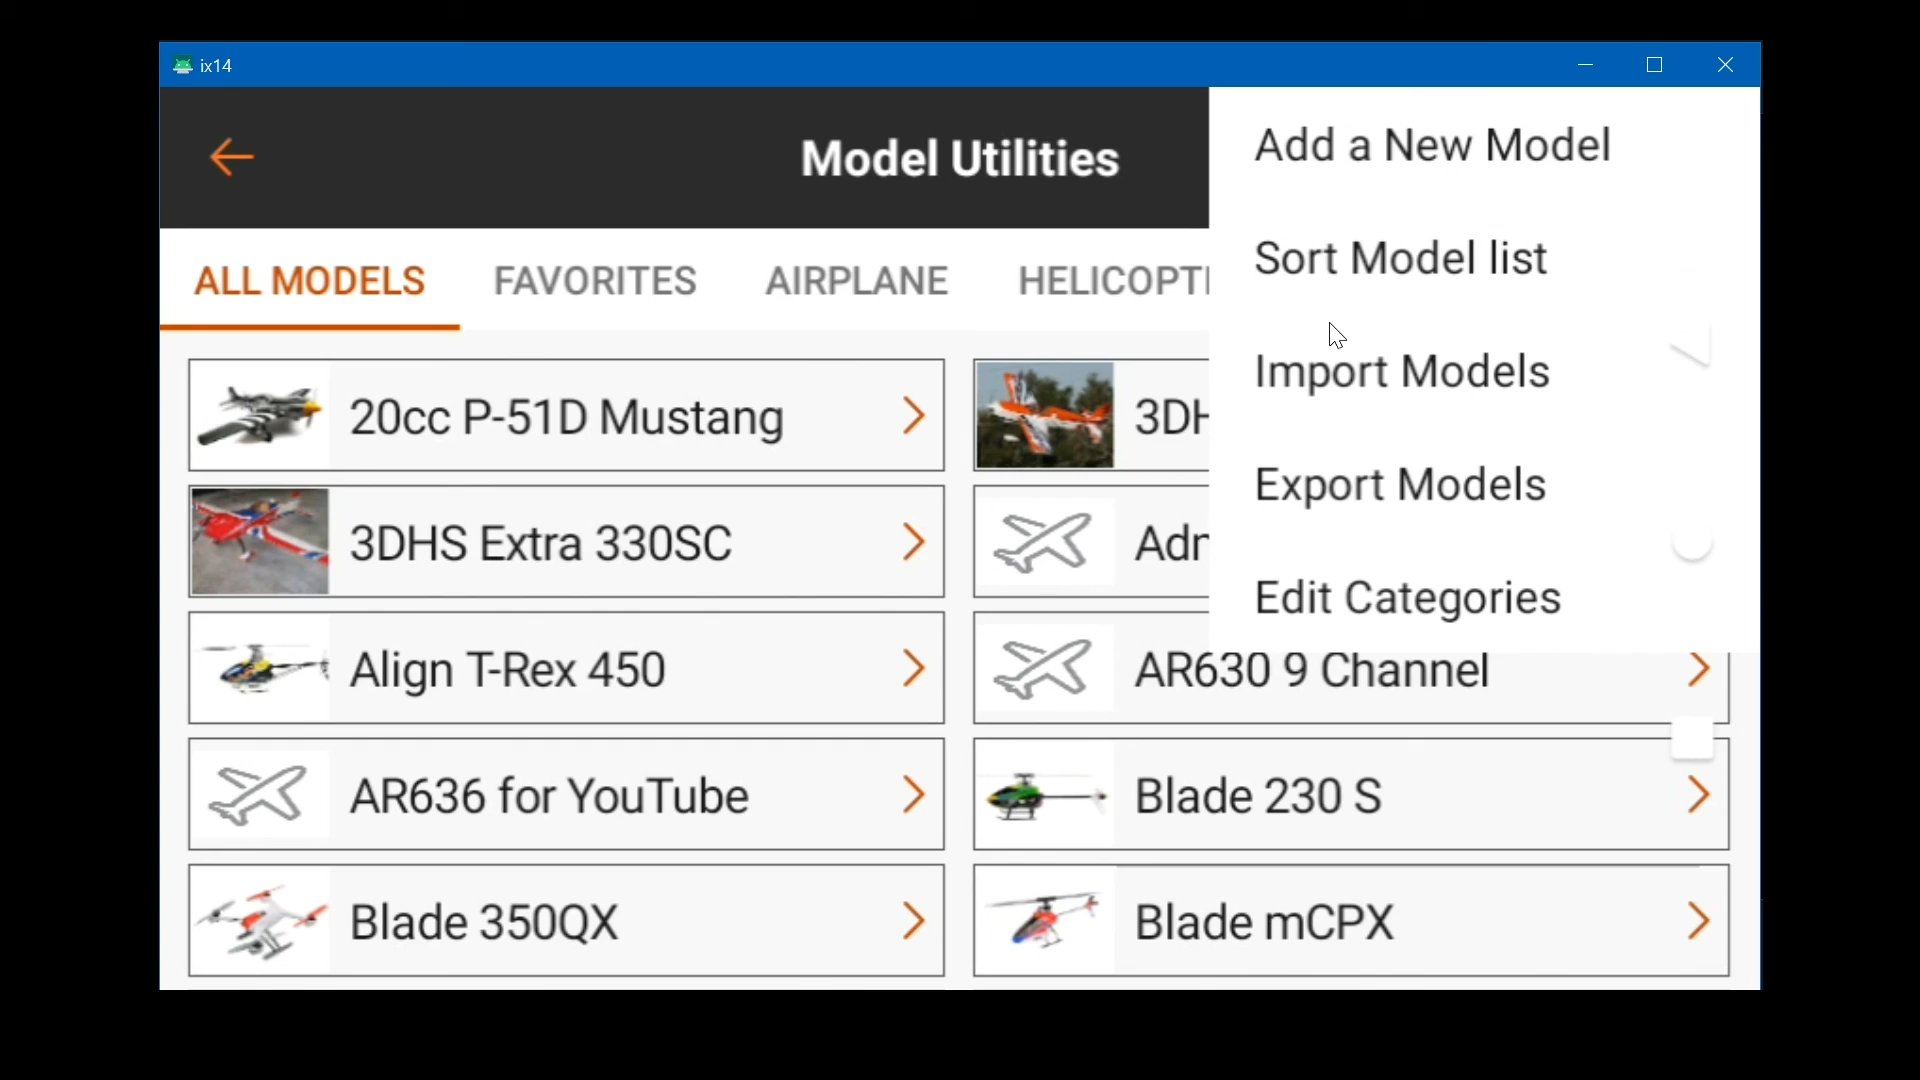 ix14
Model Utilities
Add a New Model
Sort Model list
Import Models
Export Models
Edit Categories
ALL MODELS FAVORITES AIRPLANE HELICOPT
20cc P-51D Mustang
3DH
3DHS Extra 330SC
Align T-Rex 450
AR630 9 Channel
AR636 for YouTube
Blade 230 S
Blade 350QX
Blade mCPX